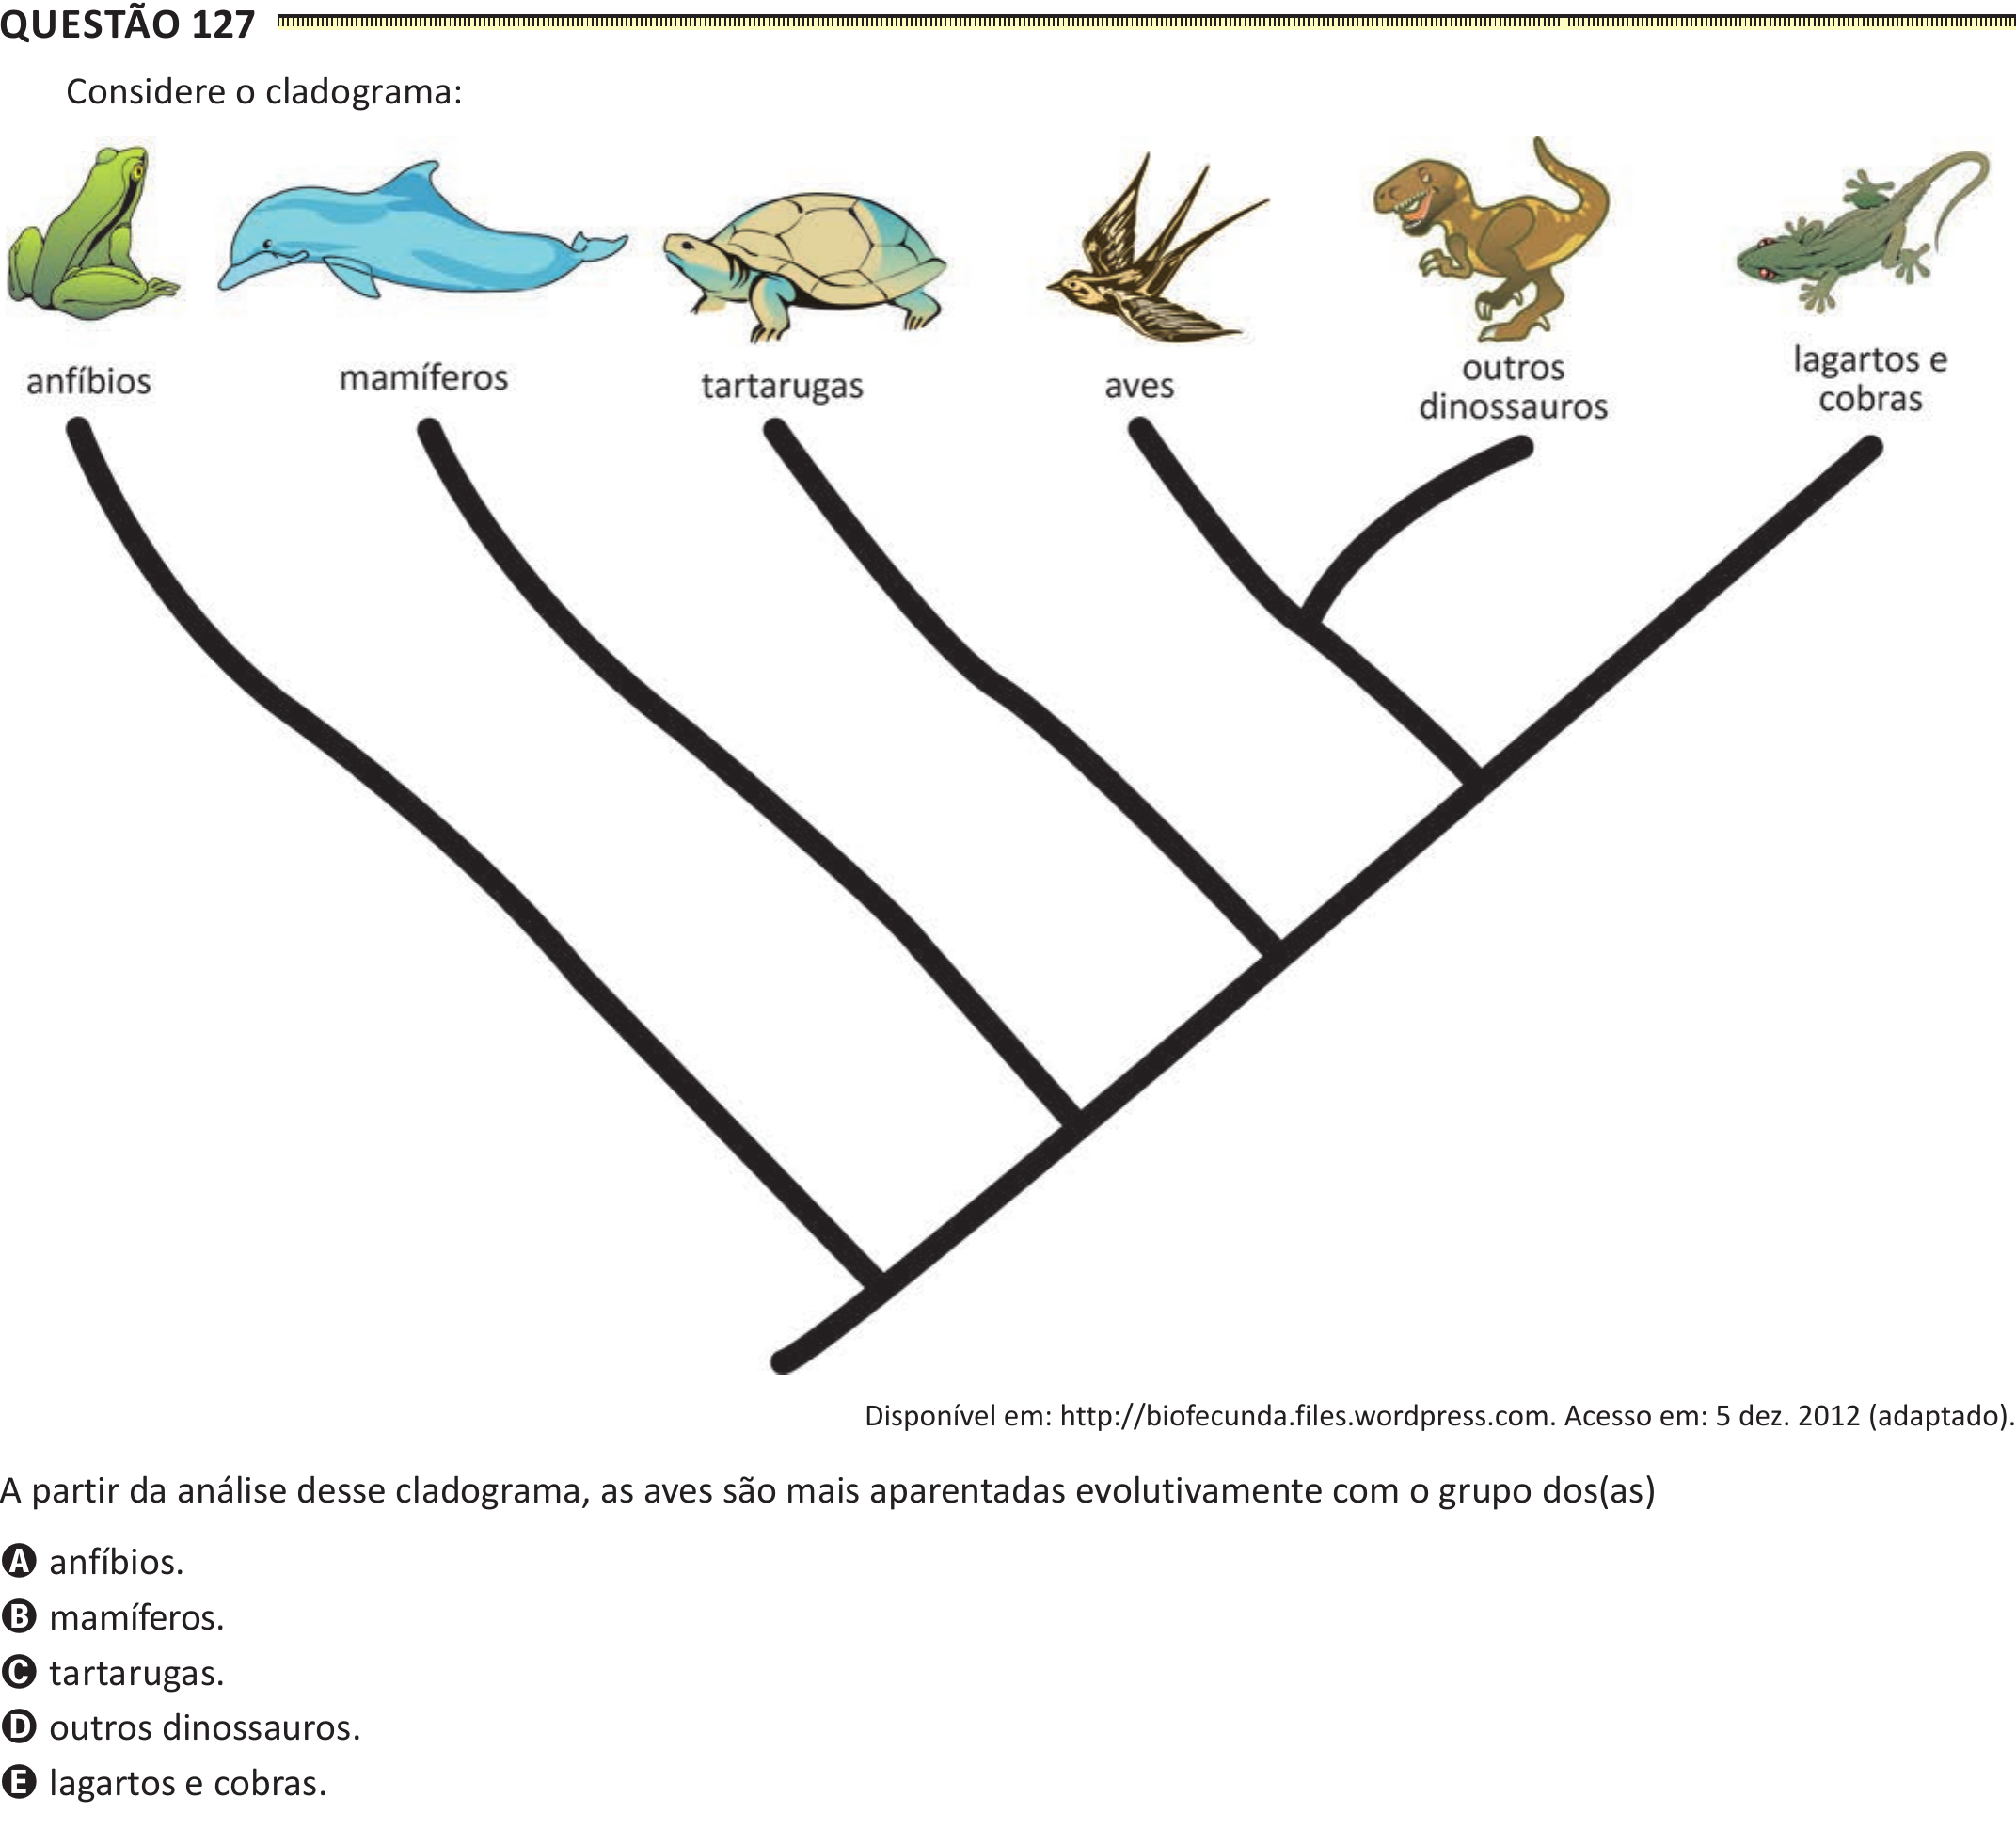 QUESTÃO 127
Considere o cladograma:
anfíbios
mamíferos
tartarugas
aves
outros
dinossauros
lagartos e
cobras
Disponível em: http://biofecunda.files.wordpress.com. Acesso em: 5 dez. 2012 (adaptado).
A partir da análise desse cladograma, as aves são mais aparentadas evolutivamente com o grupo dos(as)
A anfíbios.
B mamíferos.
C tartarugas.
D outros dinossauros.
E lagartos e cobras.